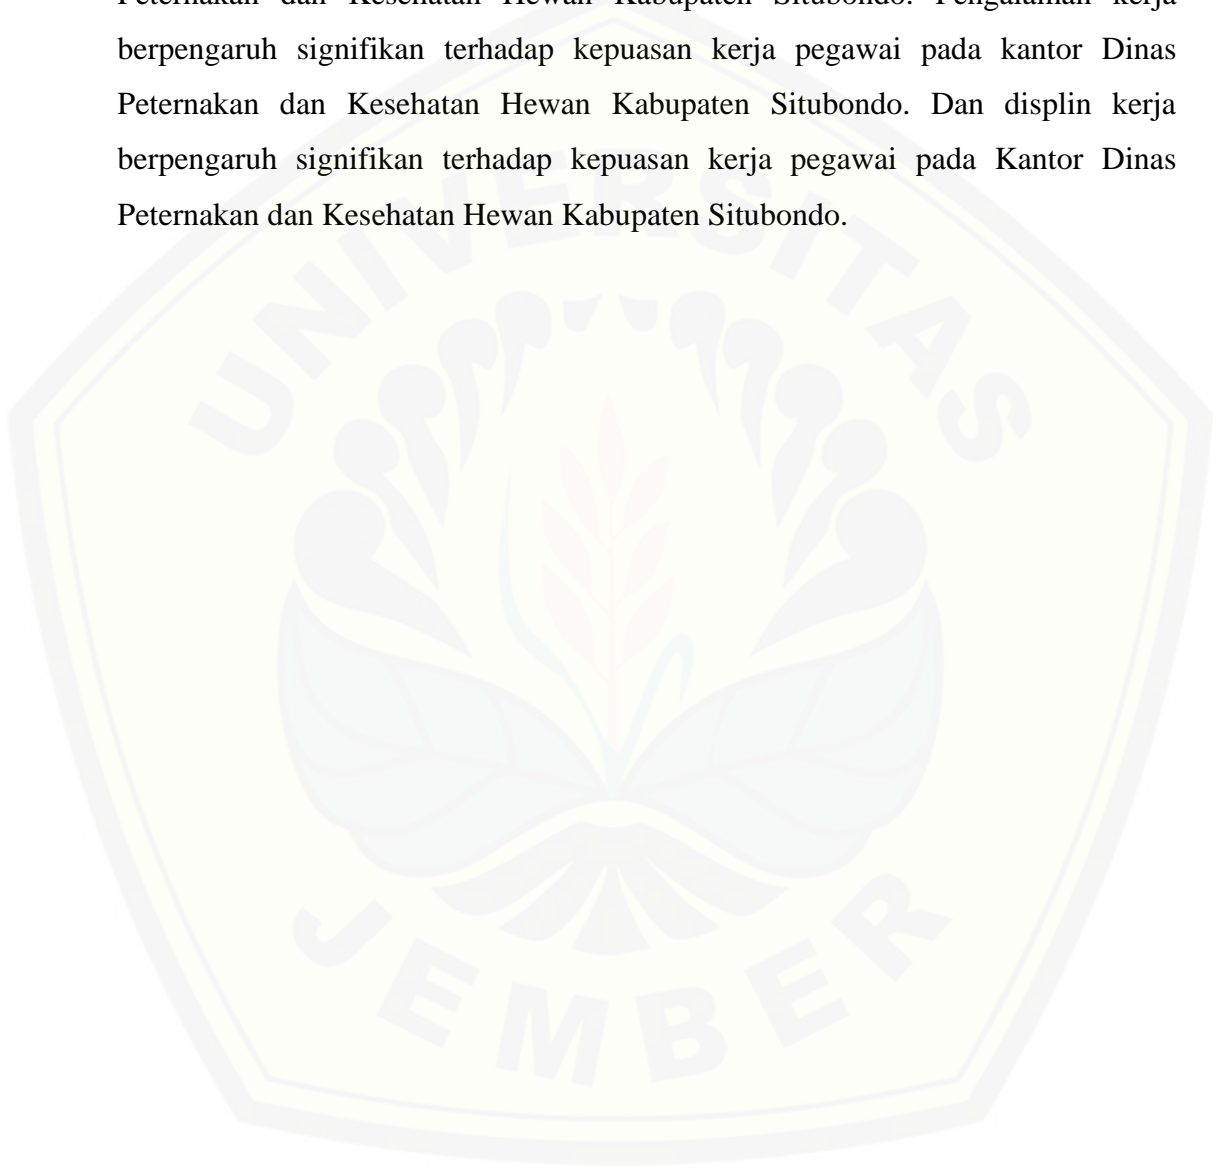 Peternakan dan Kesehatan Hewan Kabupaten Situbondo. Pengalaman kerja
berpengaruh signifikan terhadap kepuasan kerja pegawai pada kantor Dinas
Peternakan dan Kesehatan Hewan Kabupaten Situbondo. Dan displin kerja
berpengaruh signifikan terhadap kepuasan kerja pegawai pada Kantor Dinas
Peternakan dan Kesehatan Hewan Kabupaten Situbondo.
UNIVERSITAS
JEMBER